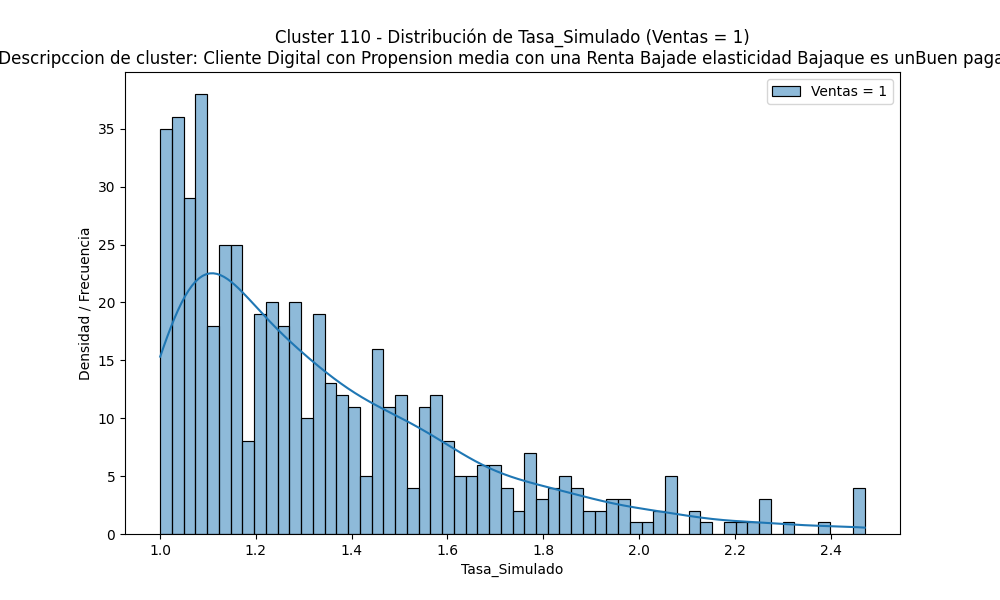 Cluster 110 - Distribución de Tasa_Simulado (Ventas = 1)
Descripccion de cluster: Cliente Digital con Propension media con una Renta Bajade elasticidad Bajaque es unBuen paga
Ventas = 1
Densidad / Frecuencia
35
30
25
20
15
10
5
0
1.0 1.2 1.4 1.6 1.8 2.0 2.2 2.4
Tasa_Simulado